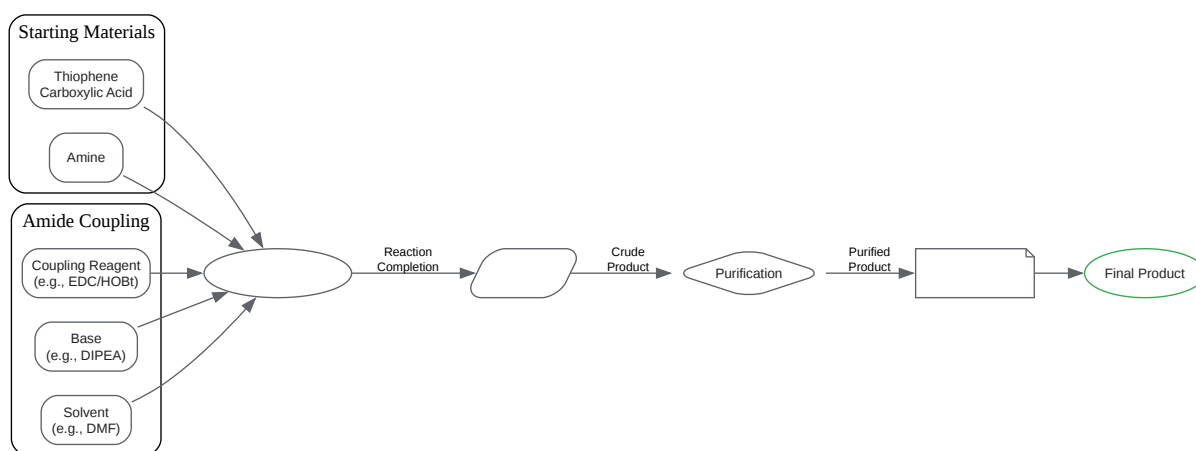 Starting Materials
Thiophene
Carboxylic Acid
Amine
Amide Coupling
Coupling Reagent
(e.g., EDC/HOBt)
Base
(e.g., DIPEA)
Solvent
(e.g., DMF)
Reaction
Completion
Crude
Product
Purification
Purified
Product
Final Product